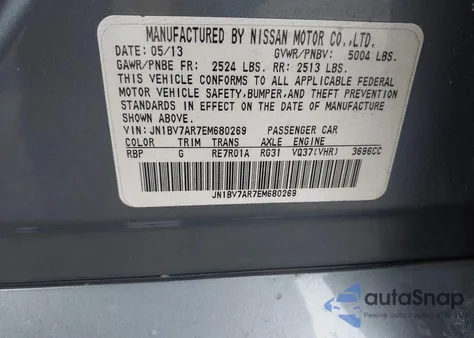 MANUFACTURED BY NISSAN MOTOR CO.,LTD.
DATE: 05/13 GVWR/PNBV: 5004 LBS.
GAWR/PNBE FR: 2524 LBS. RR: 2513 LBS.
THIS VEHICLE CONFORMS TO ALL APPLICABLE FEDERAL
MOTOR VEHICLE SAFETY,BUMPER,AND THEFT PREVENTION
STANDARDS IN EFFECT ON THE DATE OF MANUFACTURE
SHOWN ABOVE.
VIN: JN1BV7AR7EM680269 PASSENGER CAR
COLOR TRIM TRANS AXLE ENGINE
RBP G RE7R01A RG31 VQ37(VHR) 3696CC
JN1BV7AR7EM680269
autoSnap
Pewne auto